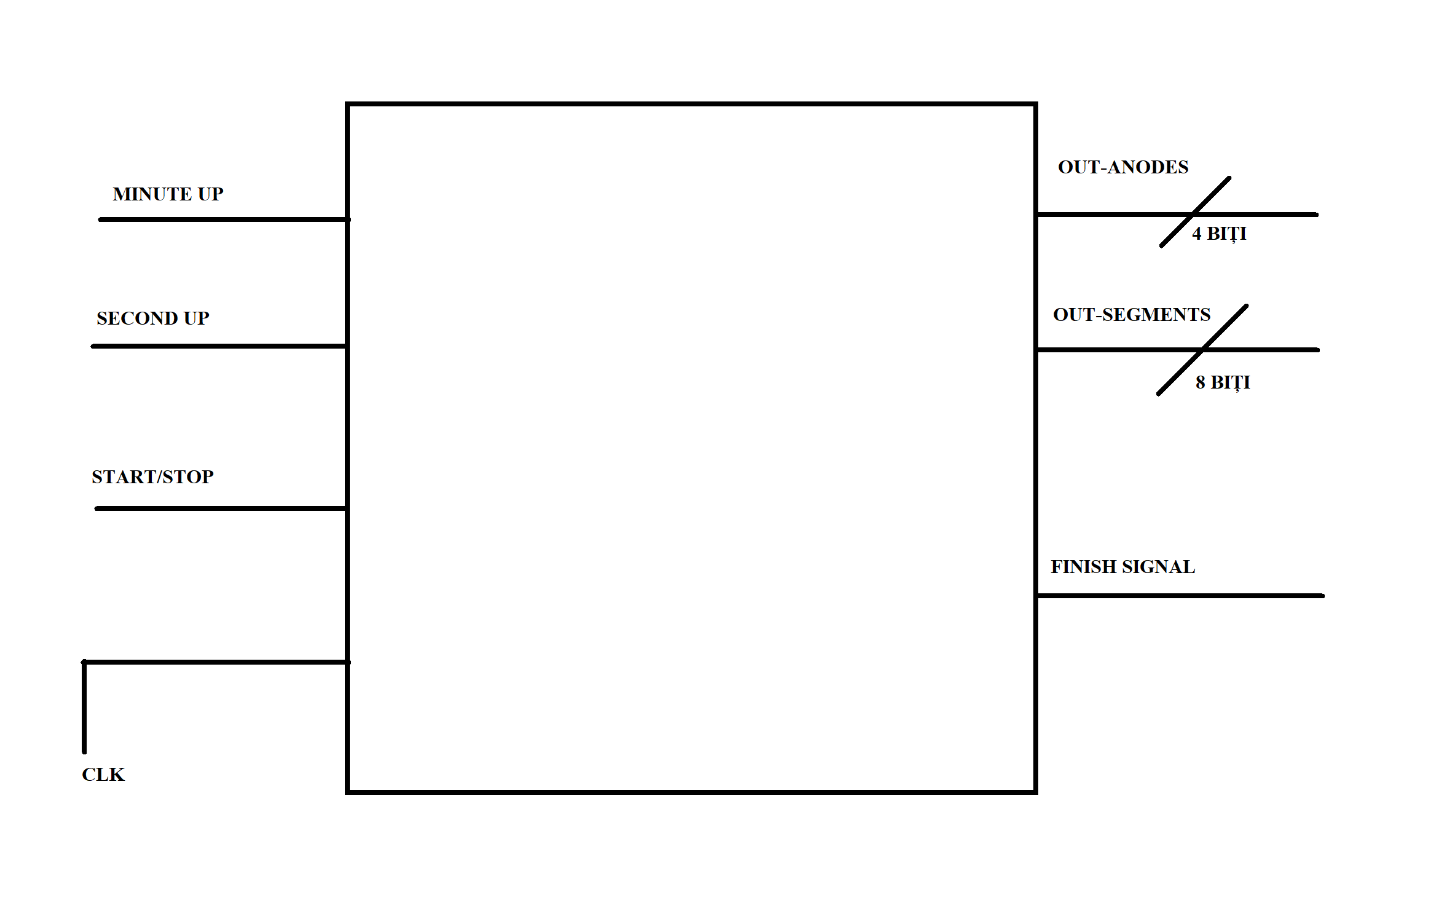 MINUTE UP
SECOND UP
START/STOP
CLK
OUT-ANODES
4 BIȚI
OUT-SEGMENTS
8 BIȚI
FINISH SIGNAL